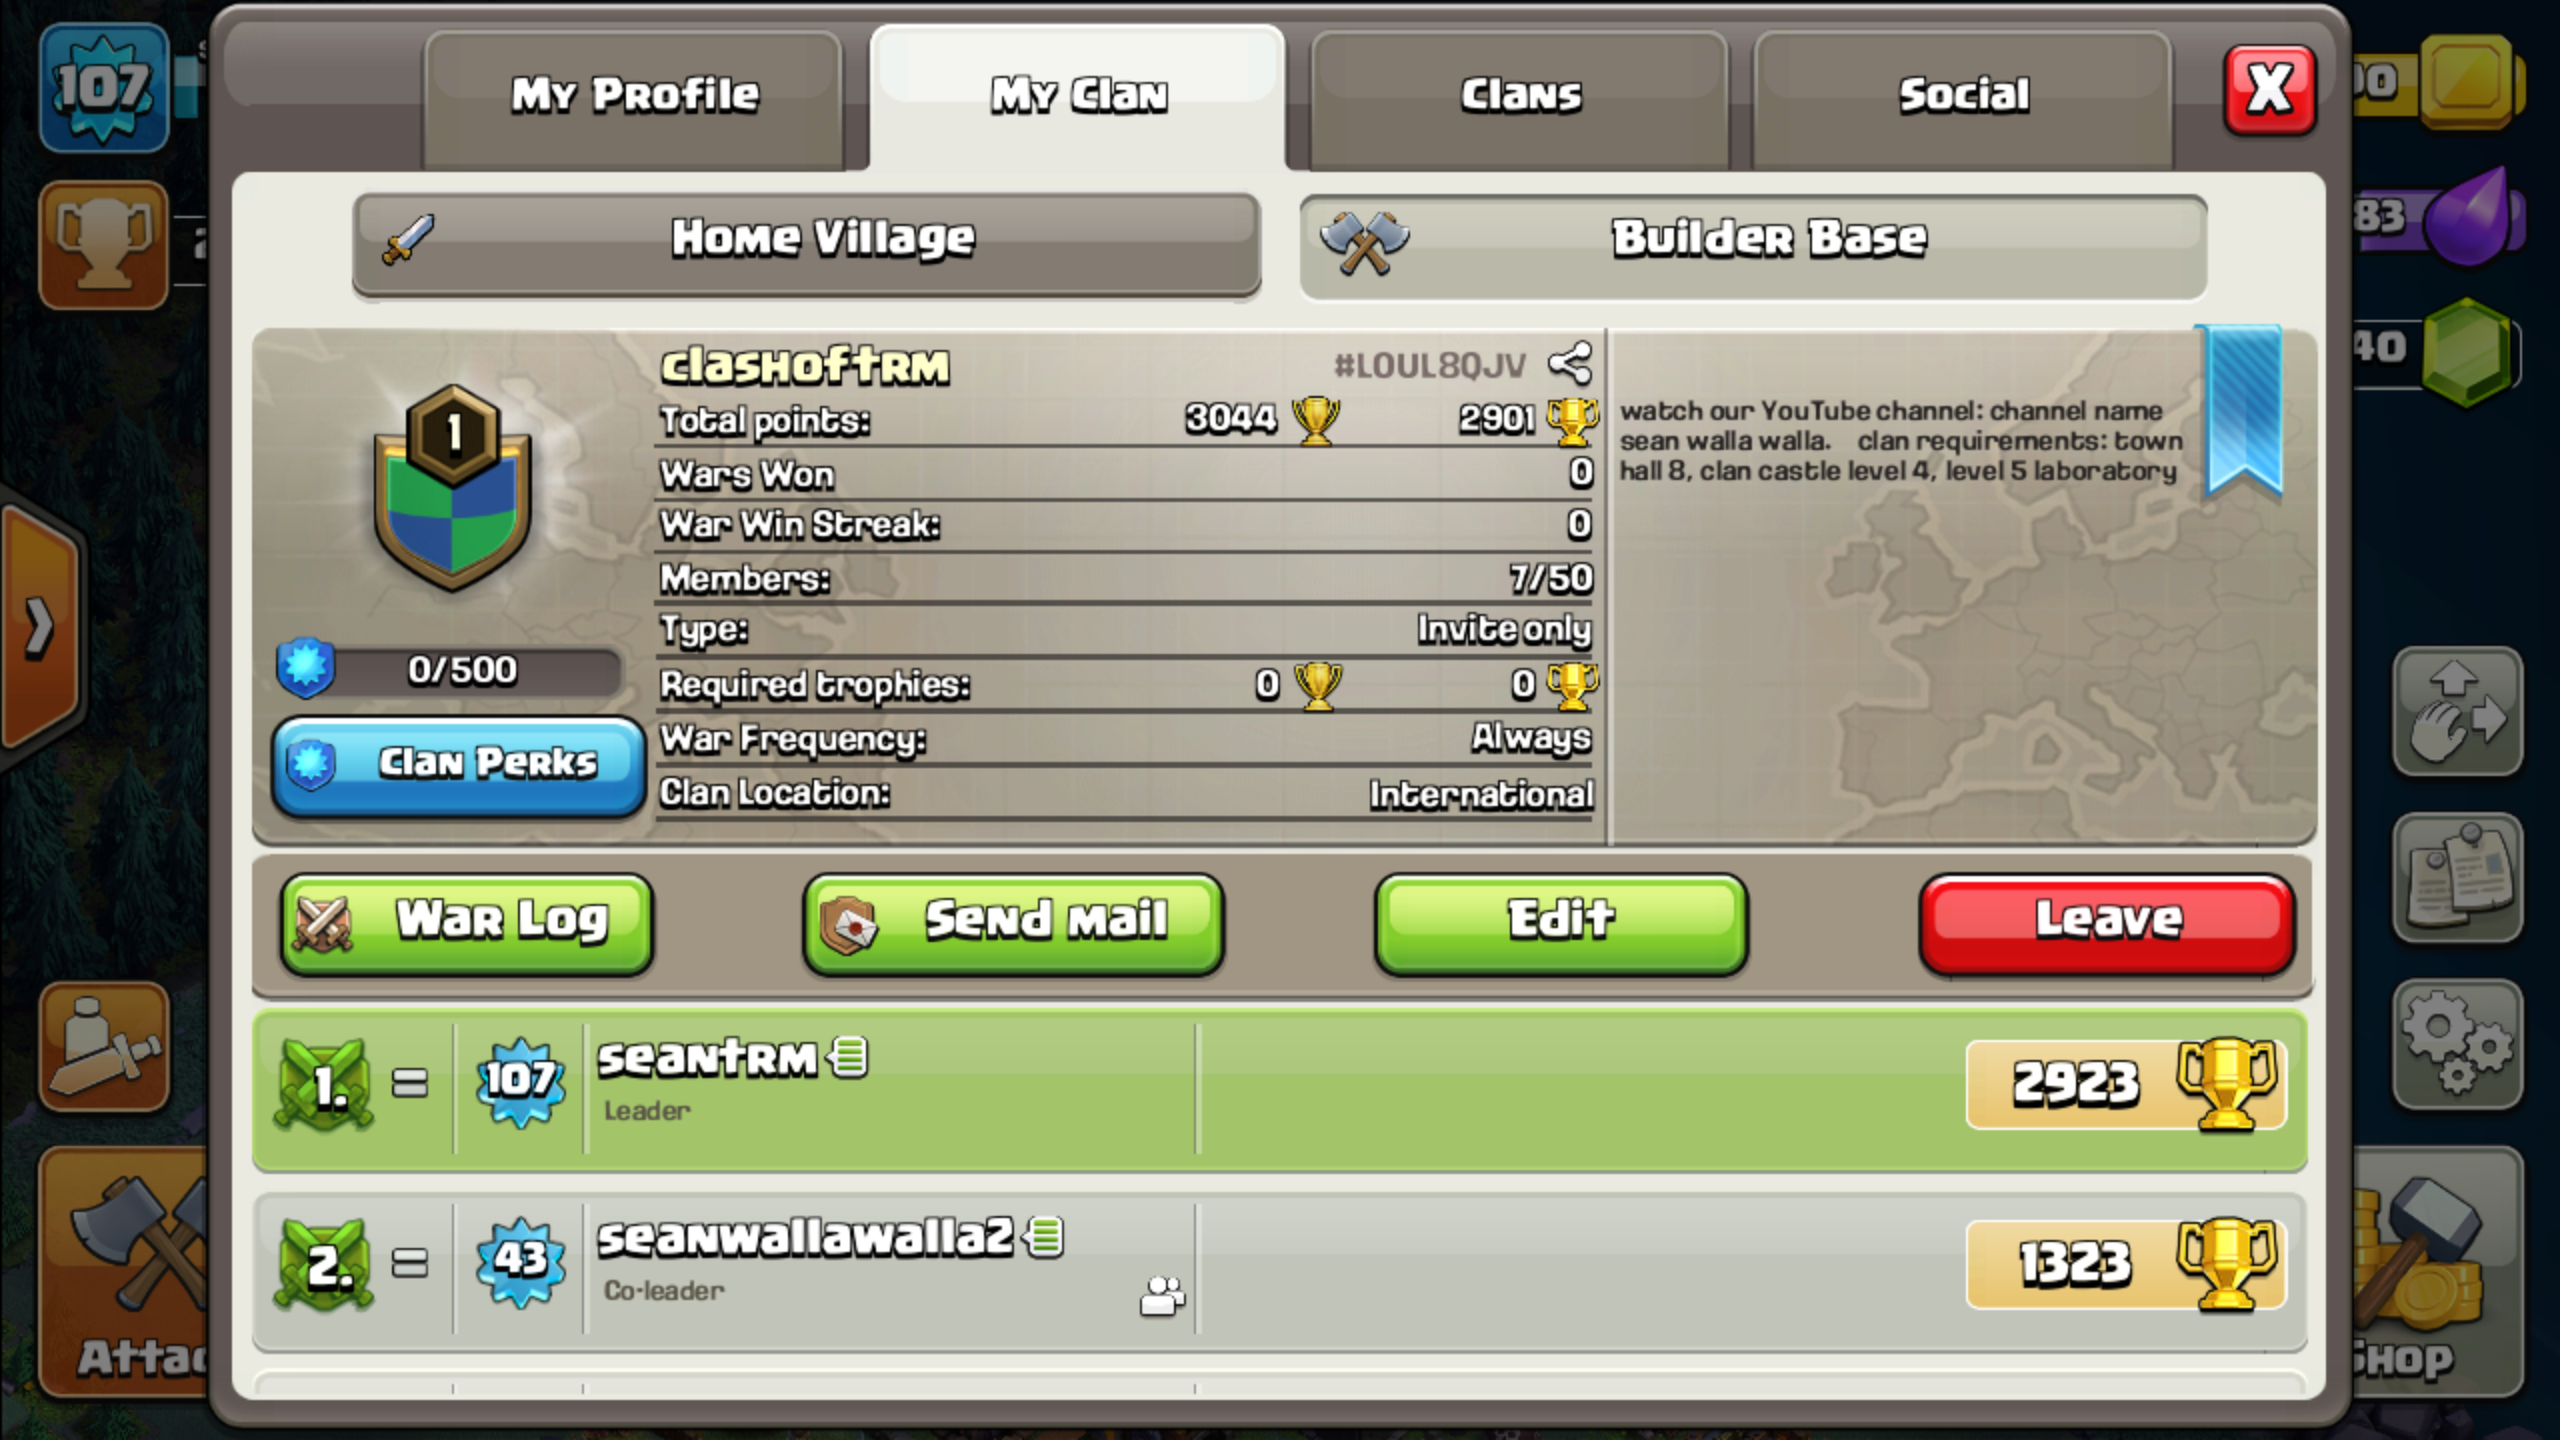 107
My Profile
My Clan
Clans
Social
X
Home Village
Builder Base
83
40
1
clashoftrm
#L0UL8QJV
Total points: 3044 2901
Wars Won 0
War Win Streak: 0
Members: 7/50
Type: Invite only
Required trophies: 0 0
War Frequency: Always
Clan Location: International
watch our YouTube channel: channel name
sean walla walla. clan requirements: town
hall 8, clan castle level 4, level 5 laboratory
0/500
Clan Perks
War Log
Send Mail
Edit
Leave
1. = 107 seantrm 2923
Leader
2. = 43 seanwallawalla2 1323
Co-leader
Attac
Shop